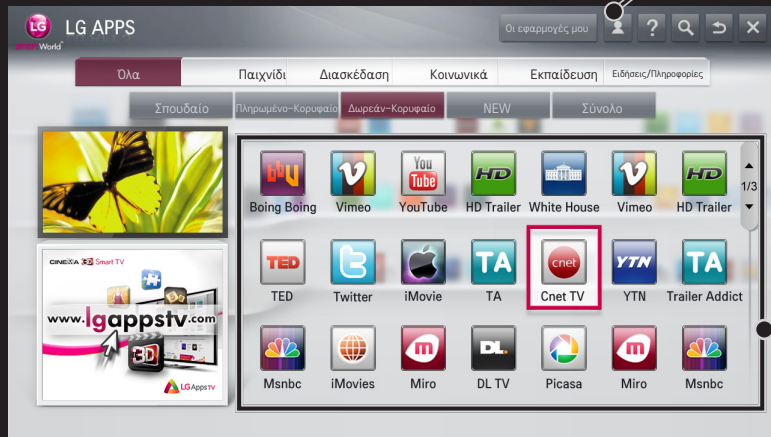 LG LG APPS Οι εφαρμογές μου ?
smartWorld
Όλα Παιχνίδι Διασκέδαση Κοινωνικά Εκπαίδευση Ειδήσεις/Πληροφορίες
Σπουδαίο Πληρωμένο-Κορυφαίο Δωρεάν-Κορυφαίο NEW Σύνολο
bby V You Tube HD V HD
1/3
Boing Boing Vimeo YouTube HD Trailer White House Vimeo HD Trailer
CINEMA 3D Smart TV
TED TA cnet YTN TA
TED Twitter iMovie TA Cnet TV YTN Trailer Addict
www.lgappstv.com
3D
m DL. m
LG Apps TV
Msnbc iMovies Miro DL TV Picasa Miro Msnbc